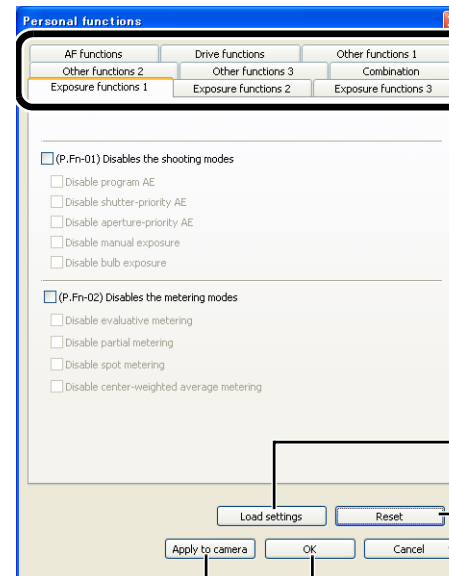 Personal functions
AF functions Drive functions Other functions 1
Other functions 2 Other functions 3 Combination
Exposure functions 1 Exposure functions 2 Exposure functions 3
(P.Fn-01) Disables the shooting modes
Disable program AE
Disable shutter-priority AE
Disable aperture-priority AE
Disable manual exposure
Disable bulb exposure
(P.Fn-02) Disables the metering modes
Disable evaluative metering
Disable partial metering
Disable spot metering
Disable center-weighted average metering
Load settings Reset
Apply to camera OK Cancel